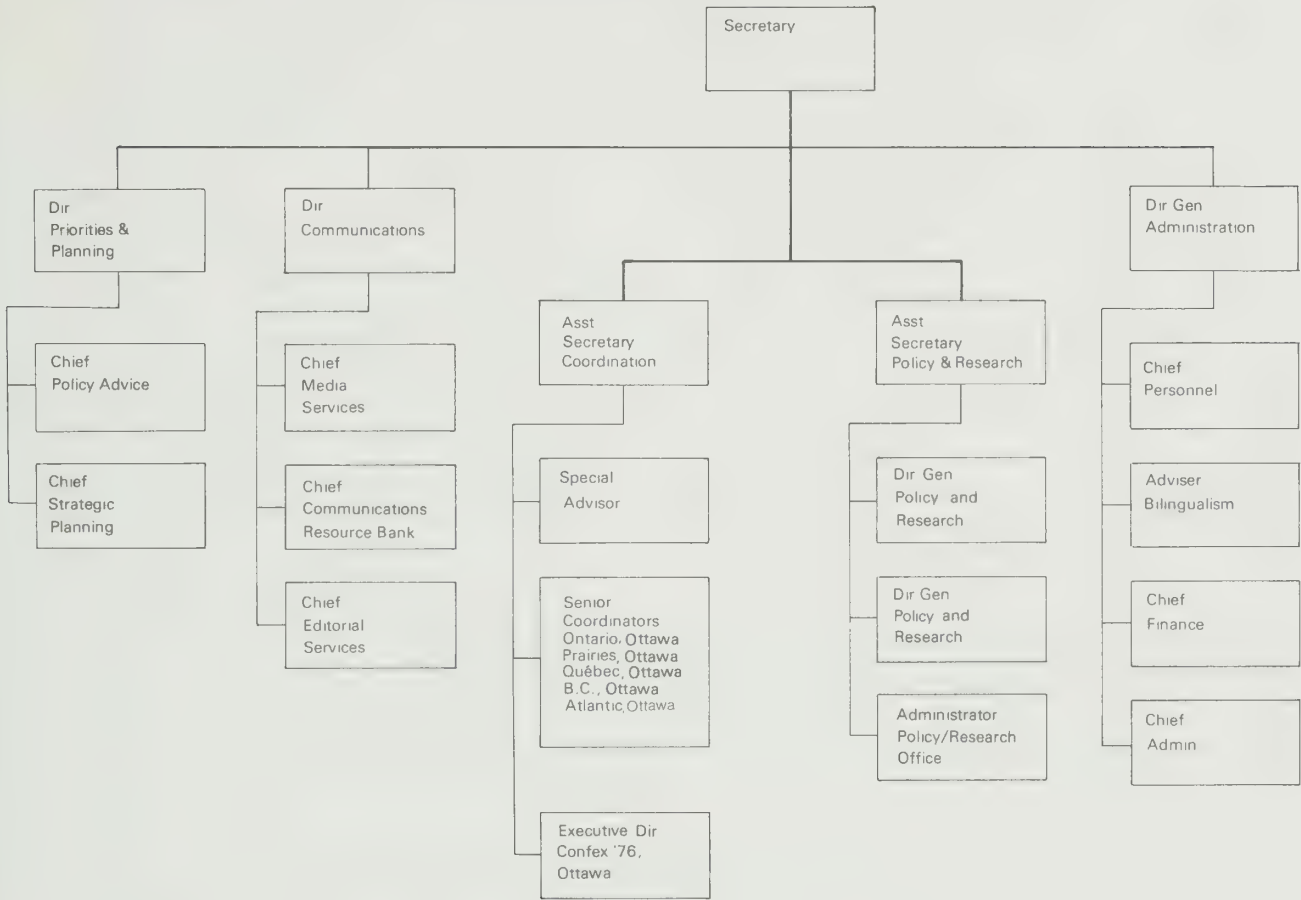 Secretary
Dir
Priorities &
Planning
Chief
Policy Advice
Chief
Strategic
Planning
Dir
Communications
Chief
Media
Services
Chief
Communications
Resource Bank
Chief
Editorial
Services
Asst
Secretary
Coordination
Special
Advisor
Senior
Coordinators
Ontario, Ottawa
Prairies, Ottawa
Québec, Ottawa
B.C., Ottawa
Atlantic, Ottawa
Executive Dir
Confex '76,
Ottawa
Asst
Secretary
Policy & Research
Dir Gen
Policy and
Research
Dir Gen
Policy and
Research
Administrator
Policy/Research
Office
Dir Gen
Administration
Chief
Personnel
Adviser
Bilingualism
Chief
Finance
Chief
Admin